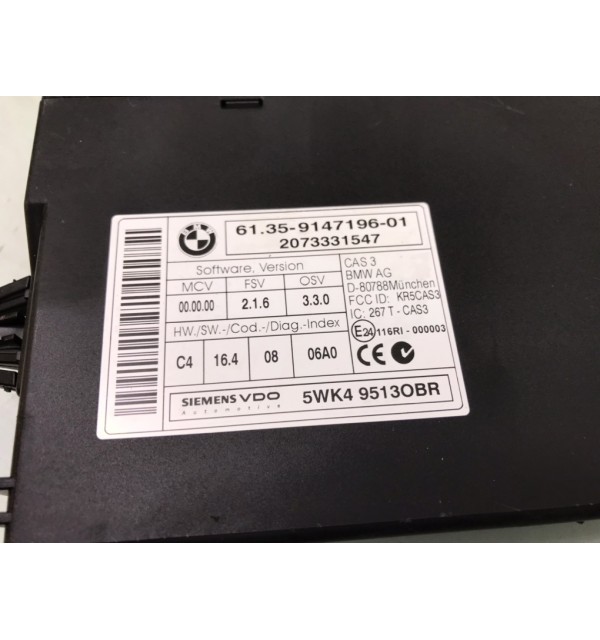 BMW
61.35-9147196-01
2073331547
Software, Version
MCV FSV OSV
00.00.00 2.1.6 3.3.0
HW./SW.-/Cod.-/Diag.-Index
C4 16.4 08 06A0
CAS 3
BMW AG
D-80788München
FCC ID: KR5CAS3
IC: 267 T - CAS3
E24 116RI - 000003
CE
SIEMENS VDO
Automotive
5WK4 9513OBR